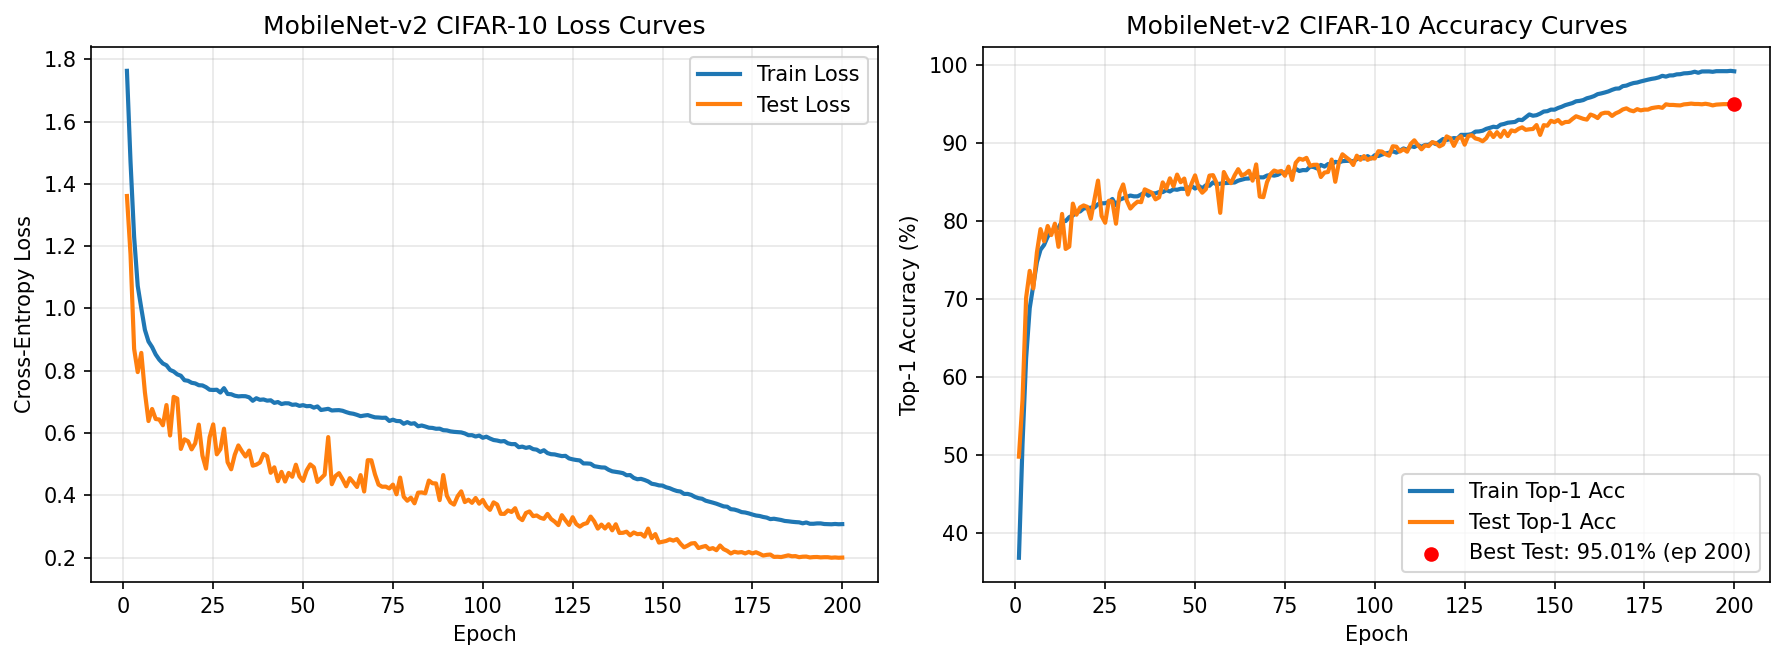 MobileNet-v2 CIFAR-10 Loss Curves
1.8
1.6
1.4
1.2
1.0
0.8
0.6
0.4
0.2
Cross-Entropy Loss
Train Loss
Test Loss
0 25 50 75 100 125 150 175 200
Epoch
MobileNet-v2 CIFAR-10 Accuracy Curves
100
90
80
70
60
50
40
Top-1 Accuracy (%)
Train Top-1 Acc
Test Top-1 Acc
Best Test: 95.01% (ep 200)
0 25 50 75 100 125 150 175 200
Epoch